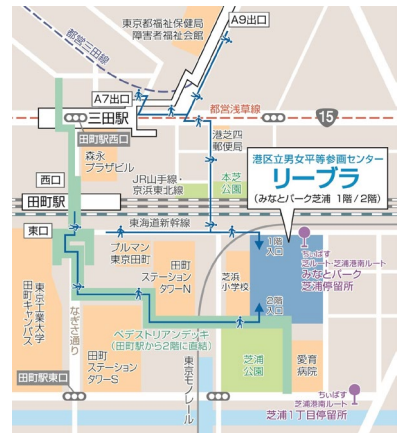 東京都福祉保健局
障害者福祉会館
A9出口
都営三田線
A7出口
三田駅
都営浅草線
15
田町駅西口
森永
プラザビル
港芝四
郵便局
本芝
公園
港区立男女平等参画センター
リーブラ
(みなとパーク芝浦 1階/2階)
JR山手線・
京浜東北線
西口
田町駅
東海道新幹線
東口
プルマン
東京田町
田町
ステーション
タワーN
芝浜
小学校
1階
入口
2階
入口
ちぃばす
芝ルート・芝浦港南ルート
みなとパーク
芝浦停留所
東京工業大学
田町キャンパス
なぎさ通り
ペデストリアンデッキ
(田町駅から2階に直結)
田町
ステーション
タワーS
東京モノレール
芝浦
公園
愛育
病院
田町駅東口
ちぃばす
芝浦港南ルート
芝浦1丁目停留所